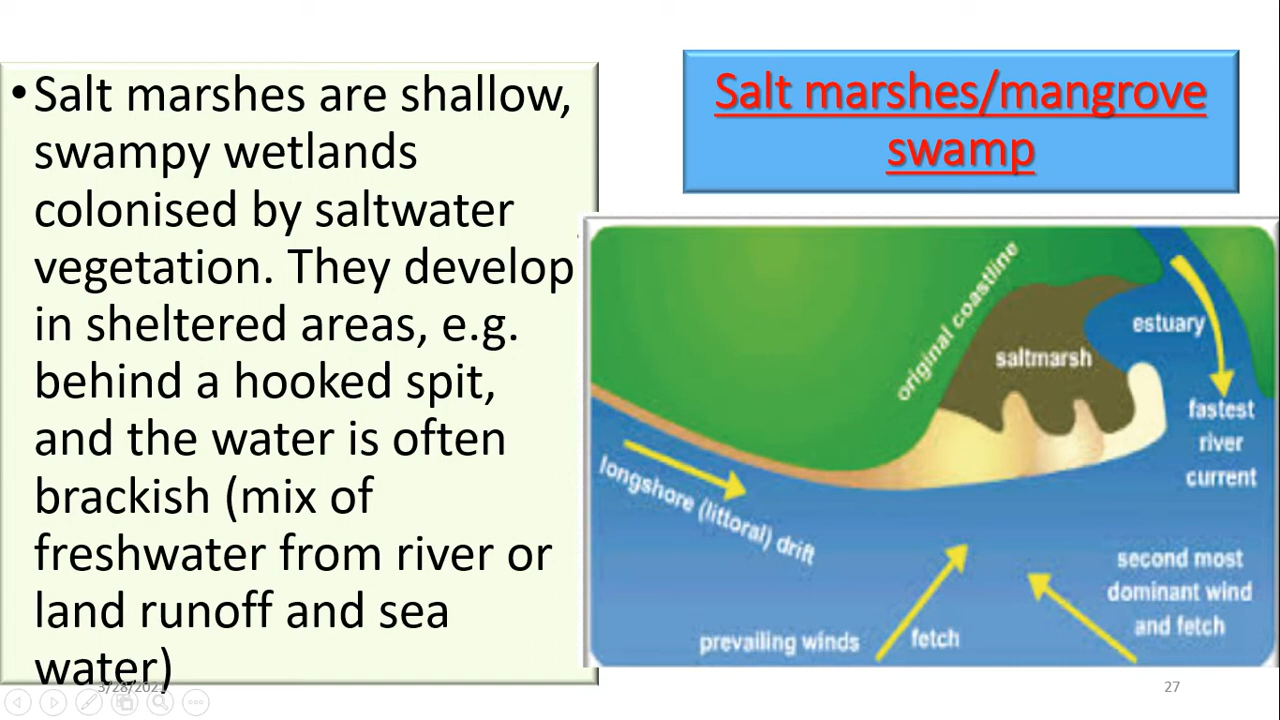 • Salt marshes are shallow,
swampy wetlands
colonised by saltwater
vegetation. They develop
in sheltered areas, e.g.
behind a hooked spit,
and the water is often
brackish (mix of
freshwater from river or
land runoff and sea
water)
Salt marshes/mangrove
swamp
original coastline
saltmarsh
estuary
fastest
river
current
longshore (littoral) drift
second most
dominant wind
and fetch
prevailing winds
fetch
3/28/2021
27